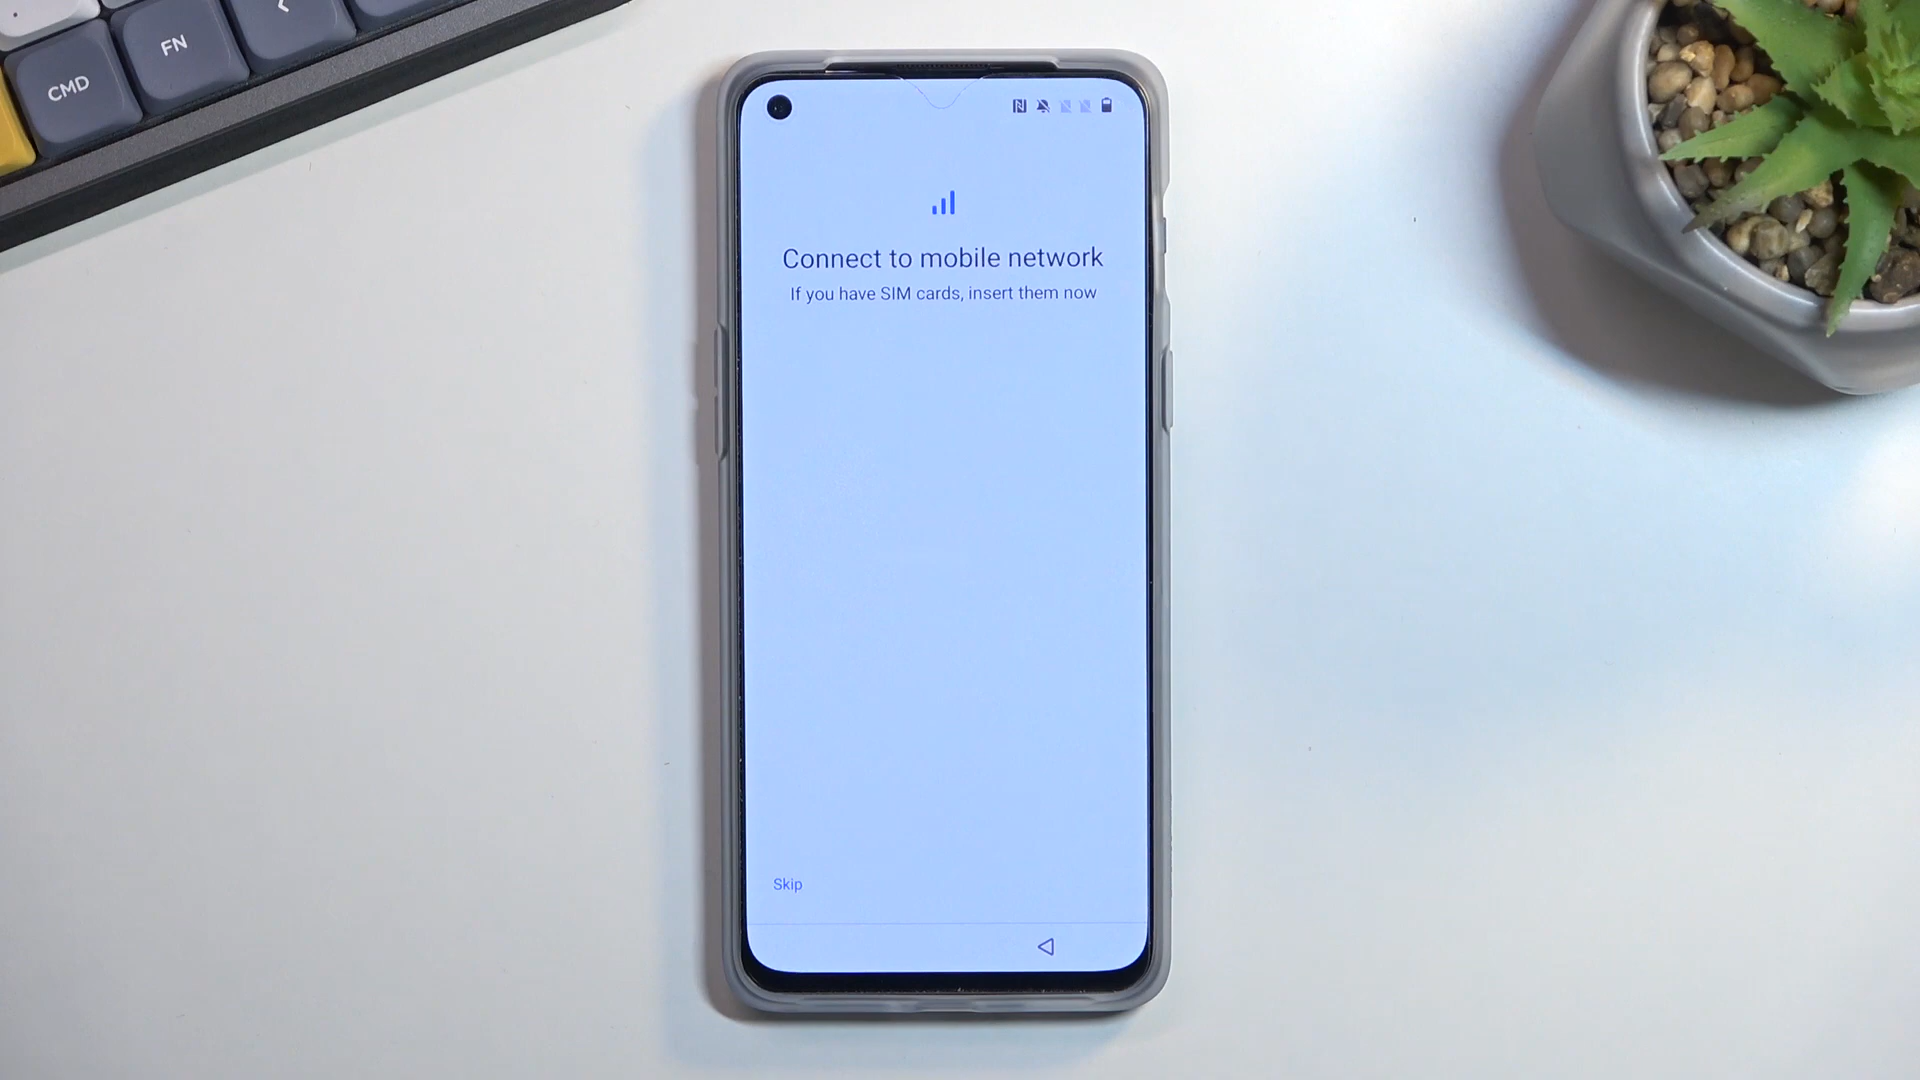 CMD
FN
<
Connect to mobile network
If you have SIM cards, insert them now
Skip